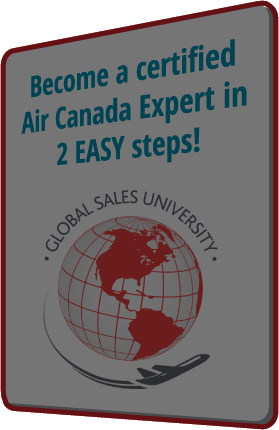 Become a certified
Air Canada Expert in
2 EASY steps!
• GLOBAL SALES UNIVERSITY •